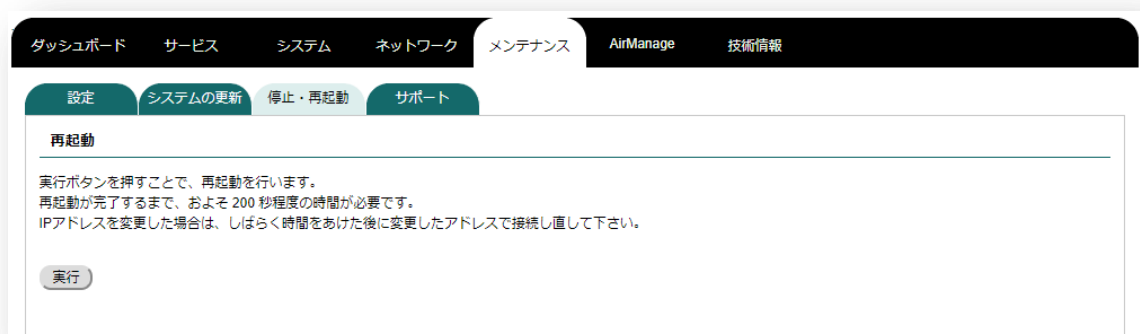 ダッシュボード サービス システム ネットワーク メンテナンス AirManage 技術情報
設定 システムの更新 停止・再起動 サポート
再起動
実行ボタンを押すことで、再起動を行います。
再起動が完了するまで、およそ 200 秒程度の時間が必要です。
IPアドレスを変更した場合は、しばらく時間をあけた後に変更したアドレスで接続し直して下さい。
実行